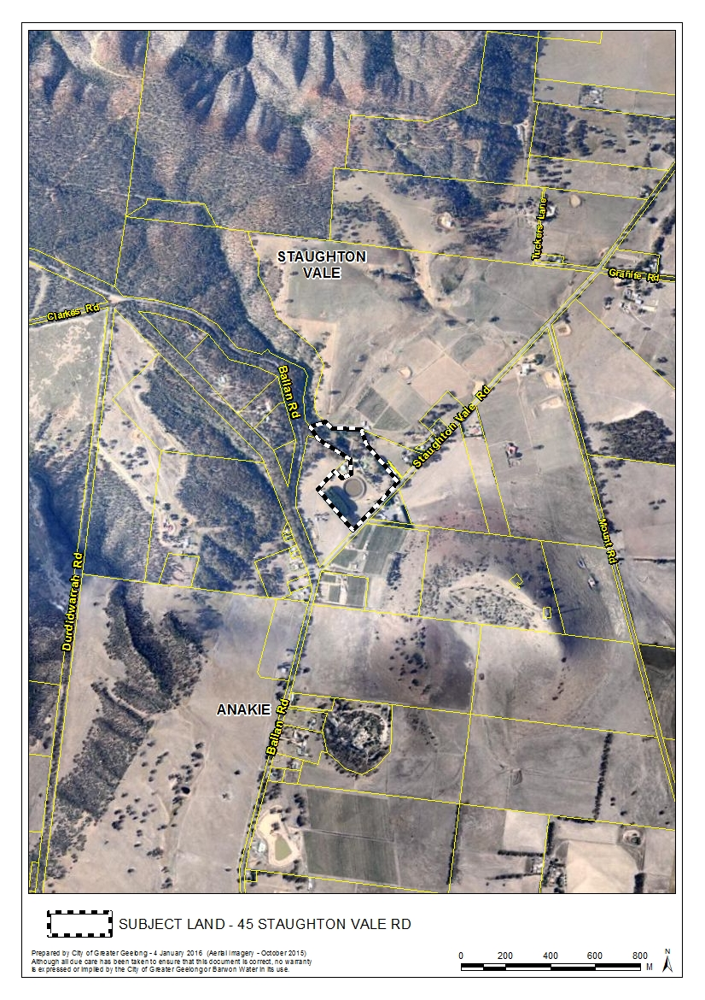 STAUGHTON
VALE
Tuckers Lane
Granite Rd
Clarkes Rd
Ballan Rd
Staughton Vale Rd
Mount Rd
Durdidwarrah Rd
ANAKIE
Ballan Rd
SUBJECT LAND - 45 STAUGHTON VALE RD
Prepared by City of Greater Geelong - 4 January 2016 (Aerial Imagery - October 2015)
Although all due care has been taken to ensure that this document is correct, no warranty
is expressed or implied by the City of Greater Geelong or Barwon Water in its use.
0 200 400 600 800
M
N